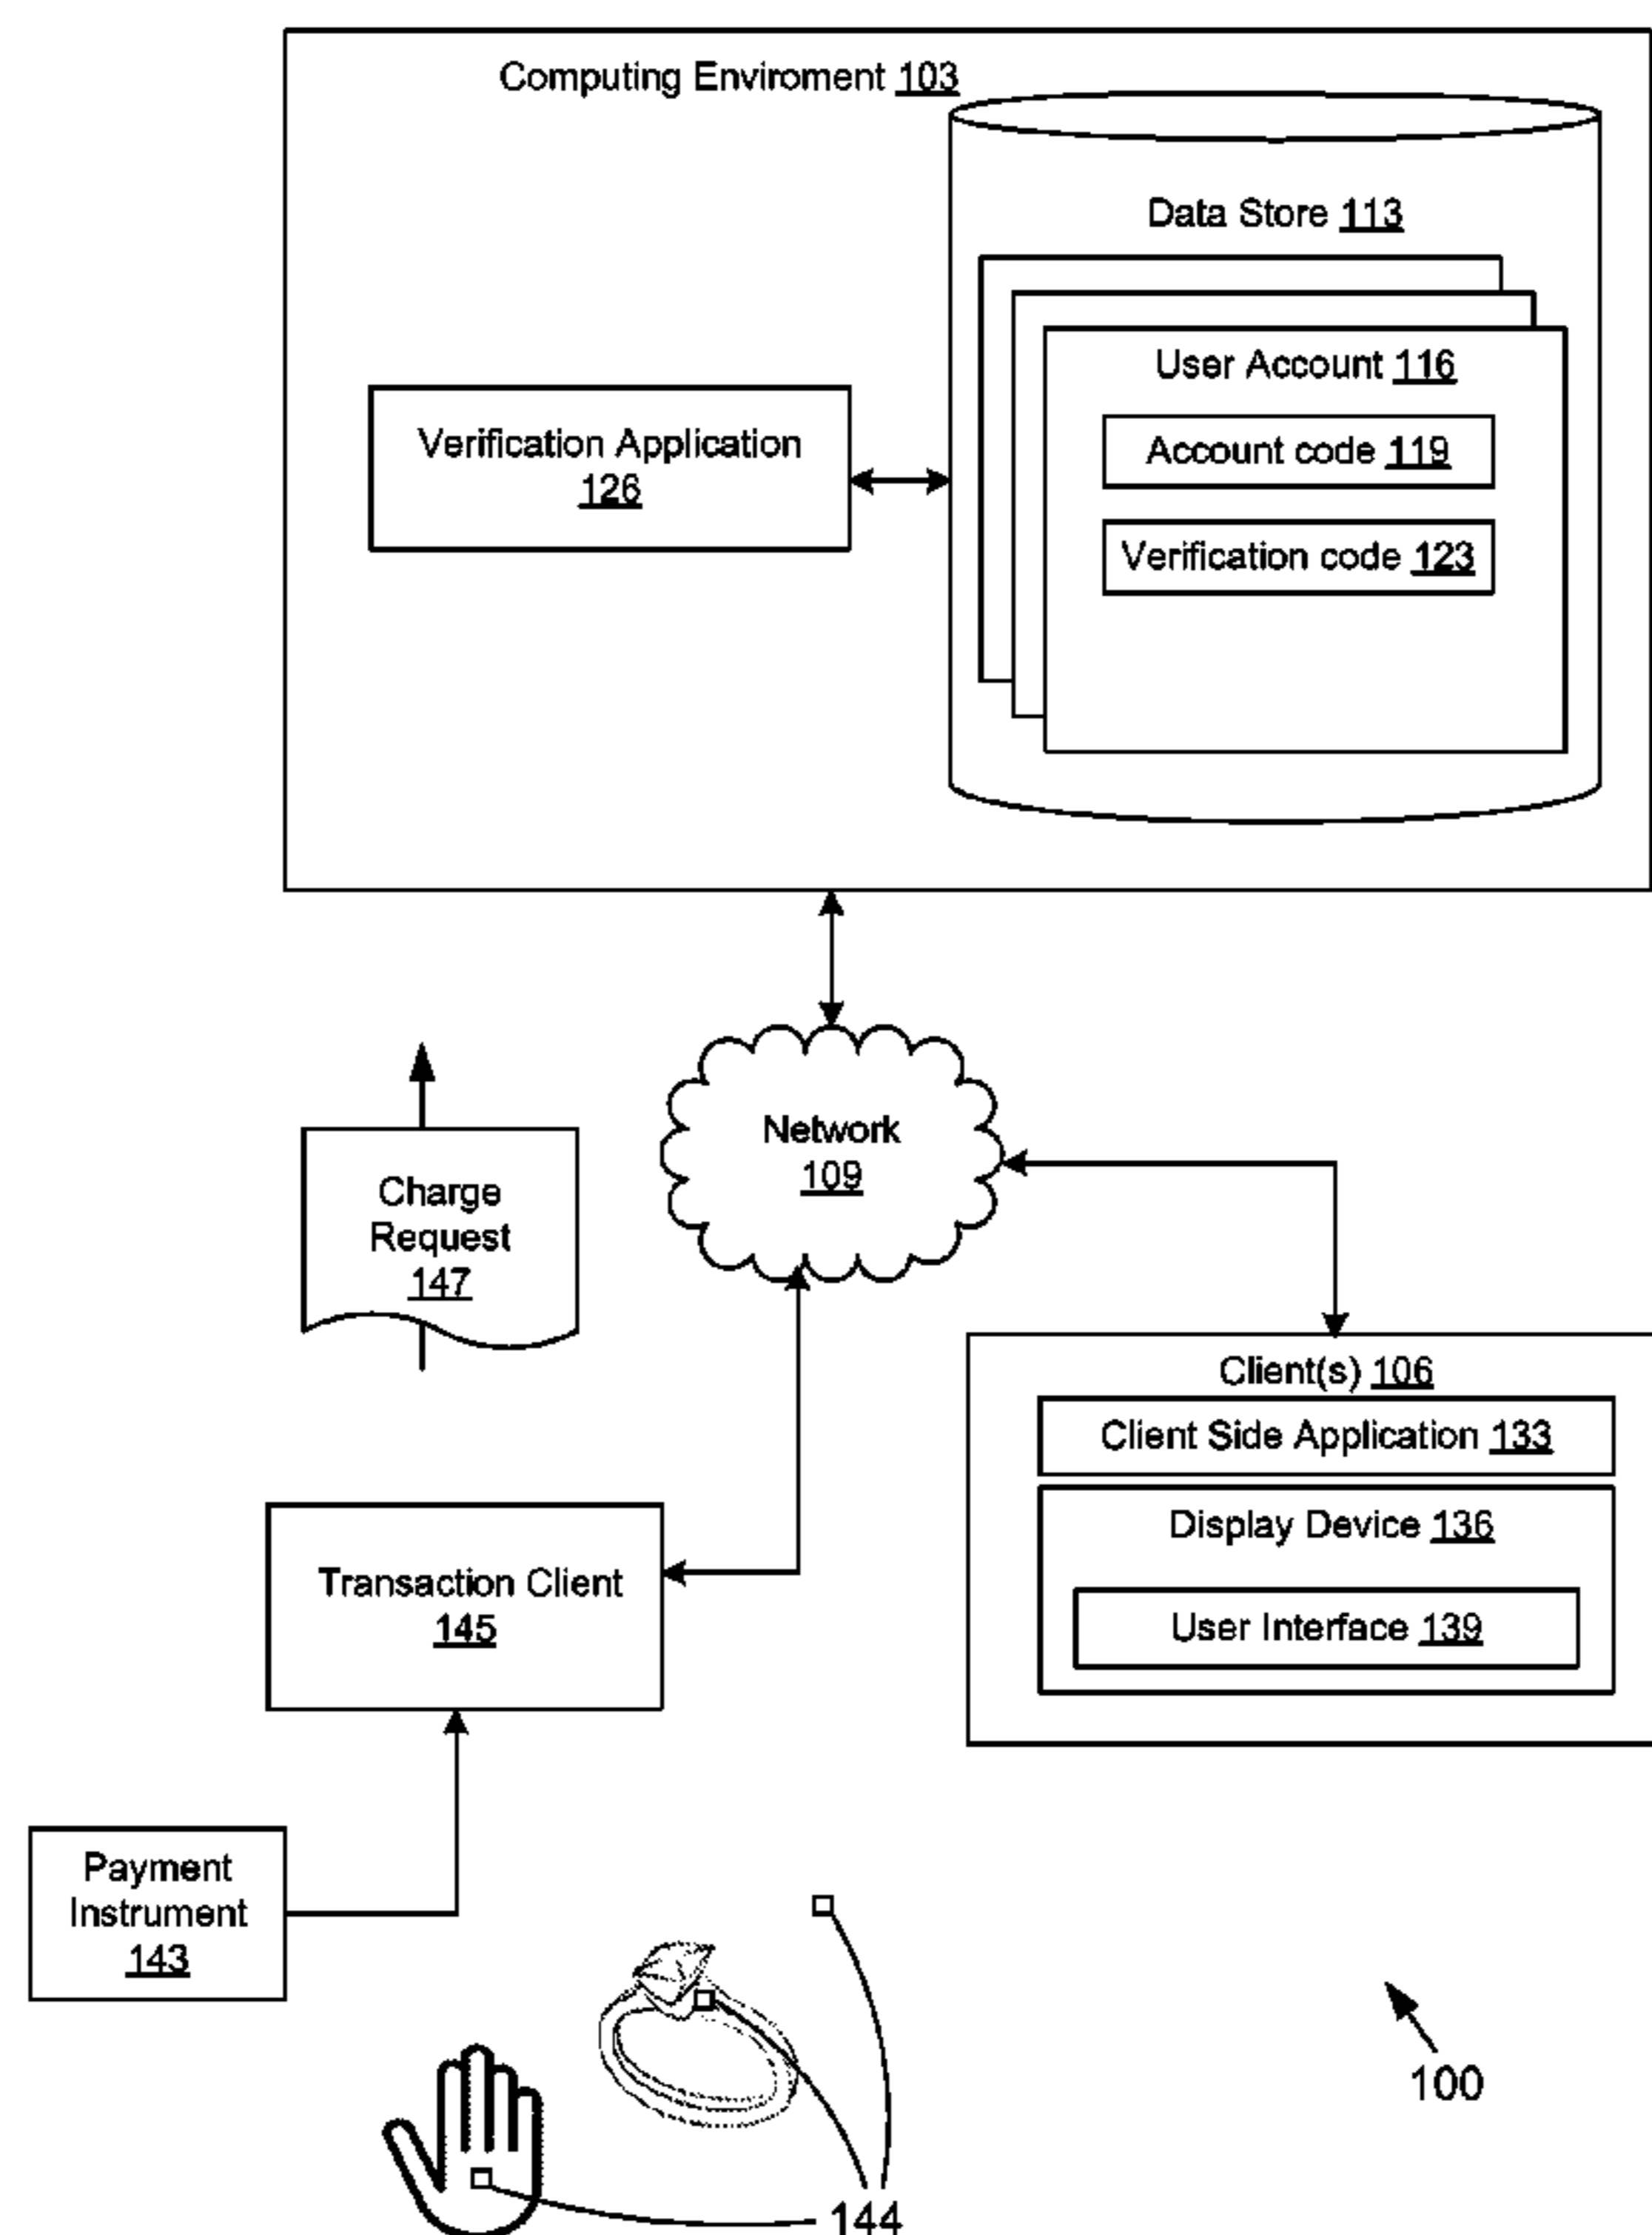 Computing Enviroment 103
Data Store 113
User Account 116
Account code 119
Verification code 123
Verification Application
126
Network
109
Charge
Request
147
Client(s) 106
Client Side Application 133
Display Device 136
User Interface 139
Transaction Client
145
Payment
Instrument
143
100
144